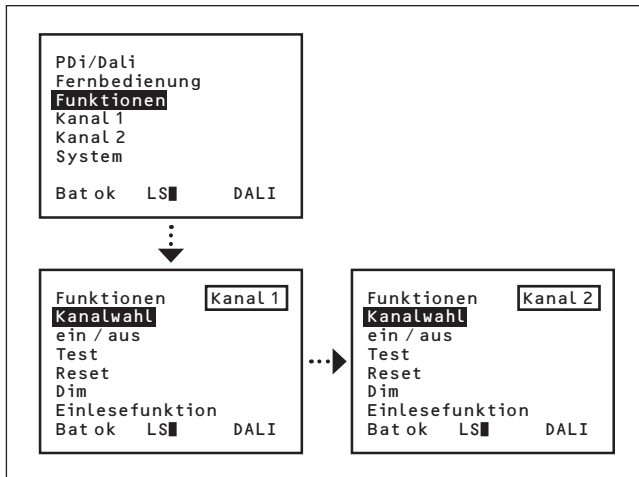 PDi/Dali
Fernbedienung
Funktionen
Kanal 1
Kanal 2
System
Bat ok LS DALI
Funktionen Kanal 1
Kanalwahl
ein / aus
Test
Reset
Dim
Einlesefunktion
Bat ok LS DALI
Funktionen Kanal 2
Kanalwahl
ein / aus
Test
Reset
Dim
Einlesefunktion
Bat ok LS DALI